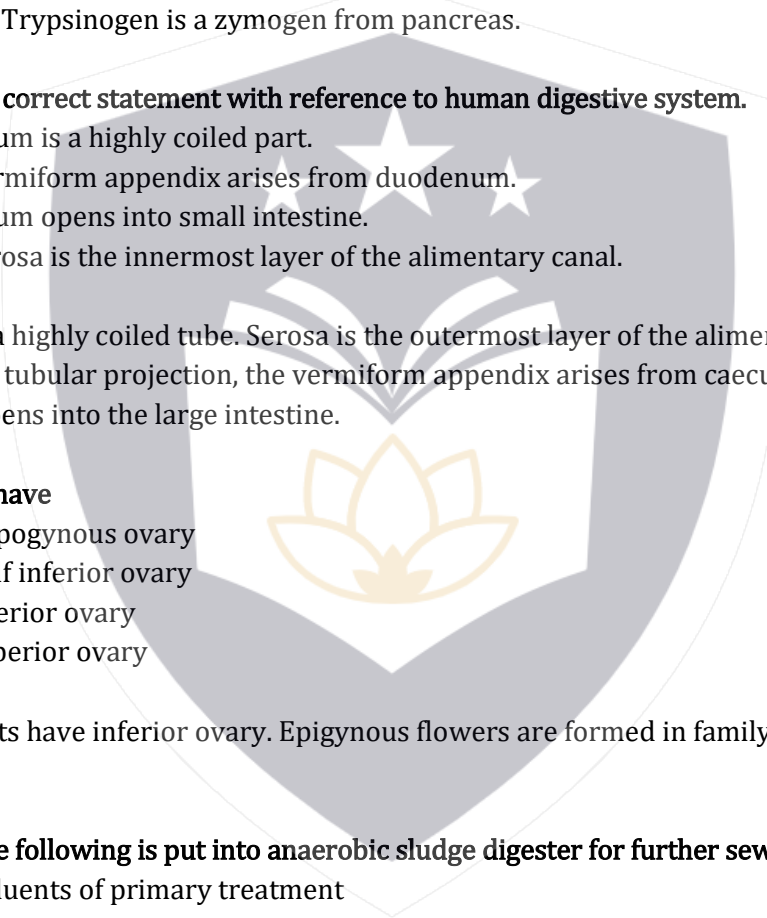 Trypsinogen is a zymogen from pancreas.
correct statement with reference to human digestive system.
um is a highly coiled part.
rmiform appendix arises from duodenum.
um opens into small intestine.
rosa is the innermost layer of the alimentary canal.
a highly coiled tube. Serosa is the outermost layer of the alimen
tubular projection, the vermiform appendix arises from caecu
ens into the large intestine.
have
pogynous ovary
f inferior ovary
erior ovary
perior ovary
ts have inferior ovary. Epigynous flowers are formed in family
e following is put into anaerobic sludge digester for further sew
luents of primary treatment